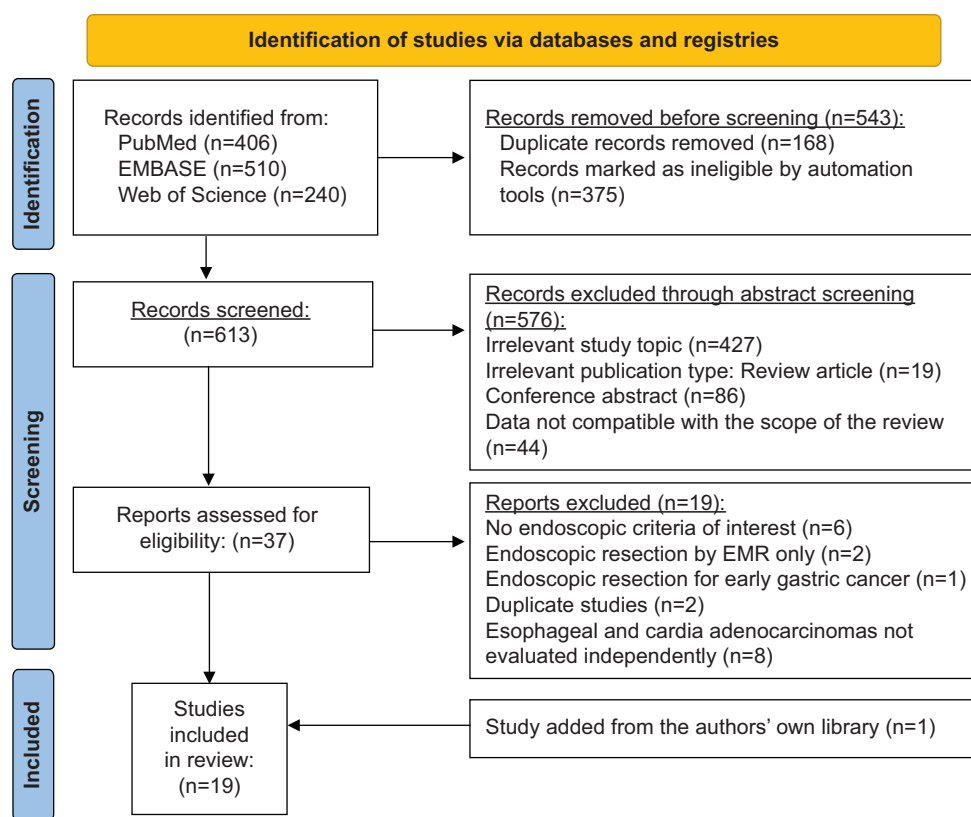 Identification of studies via databases and registries
Identification
Records identified from:
PubMed (n=406)
EMBASE (n=510)
Web of Science (n=240)
Records removed before screening (n=543):
Duplicate records removed (n=168)
Records marked as ineligible by automation
tools (n=375)
Screening
Records screened:
(n=613)
Records excluded through abstract screening
(n=576):
Irrelevant study topic (n=427)
Irrelevant publication type: Review article (n=19)
Conference abstract (n=86)
Data not compatible with the scope of the review
(n=44)
Reports assessed for
eligibility: (n=37)
Reports excluded (n=19):
No endoscopic criteria of interest (n=6)
Endoscopic resection by EMR only (n=2)
Endoscopic resection for early gastric cancer (n=1)
Duplicate studies (n=2)
Esophageal and cardia adenocarcinomas not
evaluated independently (n=8)
Included
Studies
included
in review:
(n=19)
Study added from the authors’ own library (n=1)